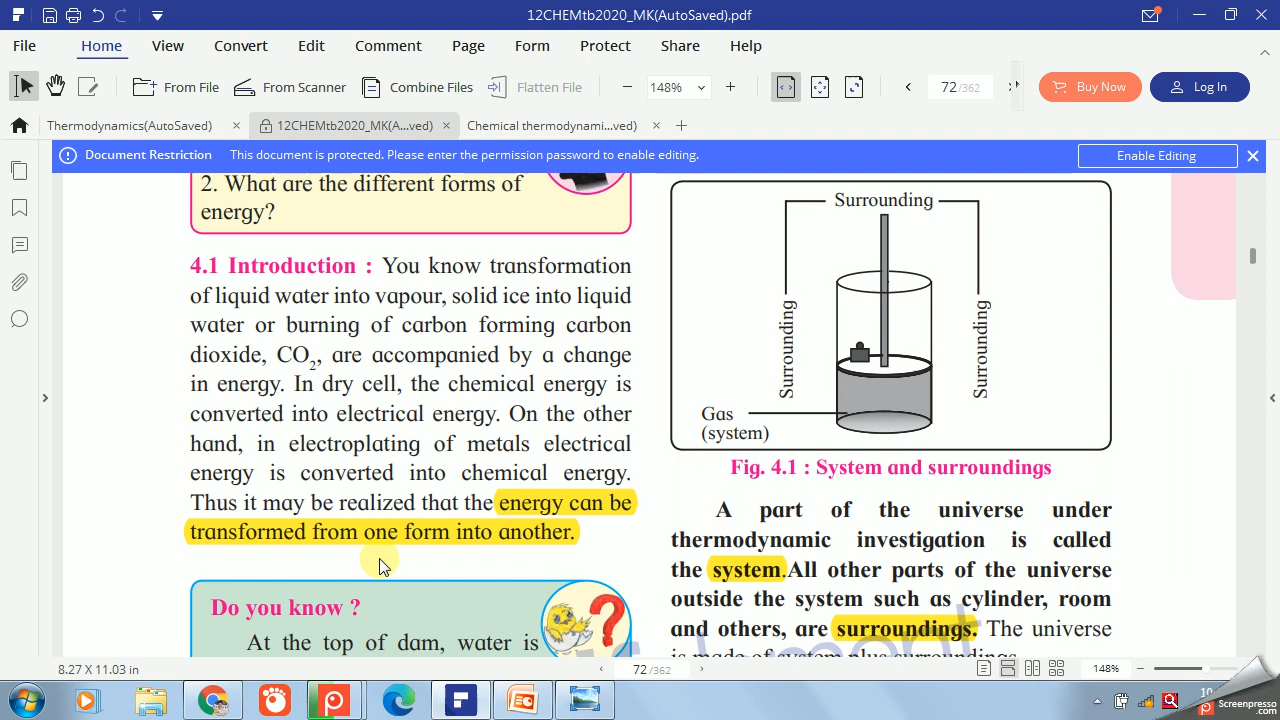 12CHEMtb2020_MK(AutoSaved).pdf
File Home View Convert Edit Comment Page Form Protect Share Help
From File From Scanner Combine Files Flatten File 148% 72/362 Buy Now Log In
Thermodynamics(AutoSaved) × 12CHEMtb2020_MK(A...ved) × Chemical thermodynami...ved) ×
Document Restriction This document is protected. Please enter the permission password to enable editing. Enable Editing
2. What are the different forms of
energy?
4.1 Introduction : You know transformation
of liquid water into vapour, solid ice into liquid
water or burning of carbon forming carbon
dioxide, CO₂, are accompanied by a change
in energy. In dry cell, the chemical energy is
converted into electrical energy. On the other
hand, in electroplating of metals electrical
energy is converted into chemical energy.
Thus it may be realized that the energy can be
transformed from one form into another.
Do you know ?
At the top of dam, water is
Surrounding
Surrounding
Surrounding
Gas
(system)
Fig. 4.1 : System and surroundings
A part of the universe under
thermodynamic investigation is called
the system.All other parts of the universe
outside the system such as cylinder, room
and others, are surroundings. The universe
is made of system plus surroundings
8.27 X 11.03 in 72/362 148%
Screenpresso
.com